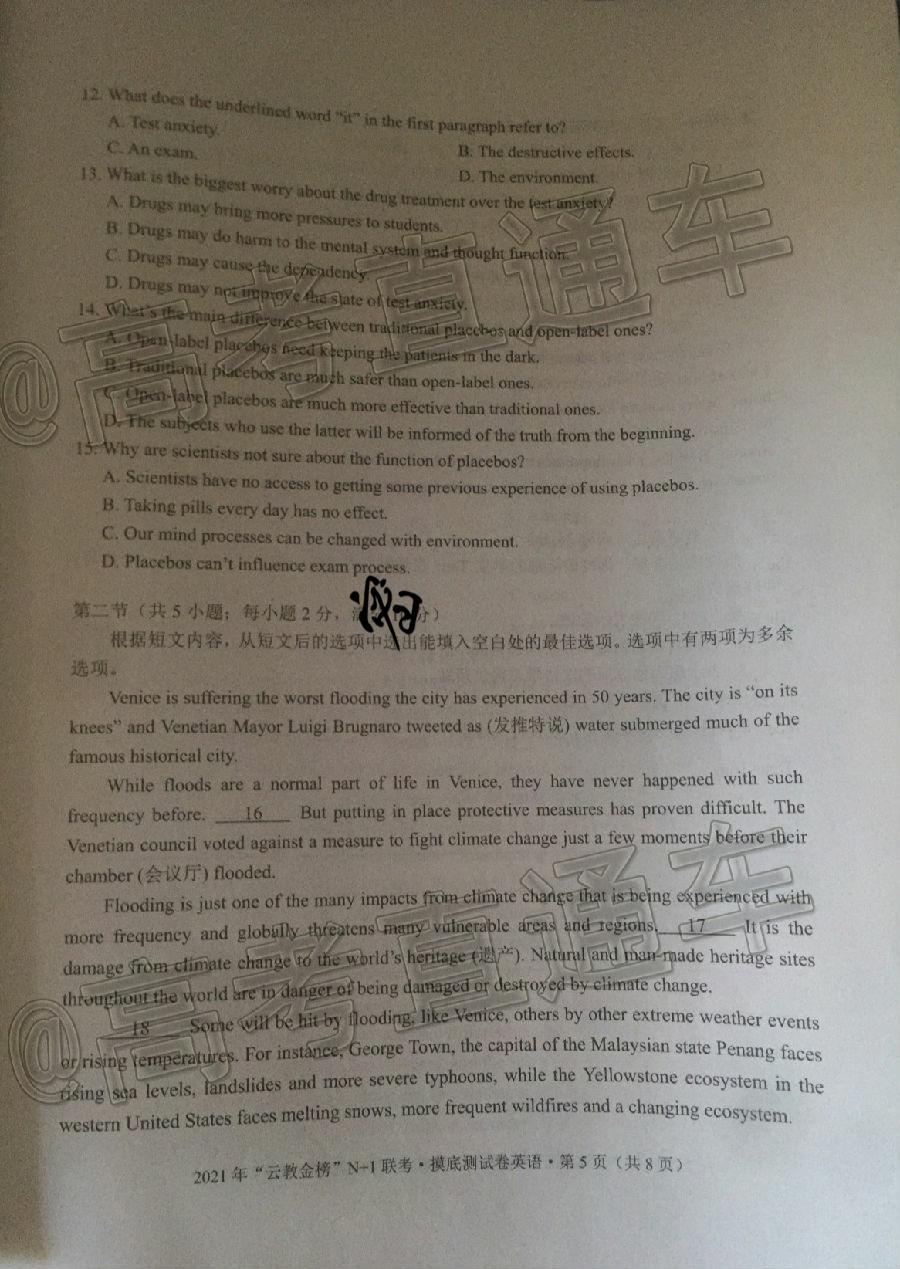 12. What does the underlined word "it" in the first paragraph refer to?
A. Test anxiety.
B. The destructive effects.
C. An exam.
D. The environment.
13. What is the biggest worry about the drug treatment over the test anxiety?
A. Drugs may bring more pressures to students.
B. Drugs may do harm to the mental system and thought function.
C. Drugs may cause the dependency.
D. Drugs may not improve the state of test anxiety.
14. What's the main difference between traditional placebos and open-label ones?
A. Open-label placebos need keeping the patients in the dark.
B. Traditional placebos are much safer than open-label ones.
C. Open-label placebos are much more effective than traditional ones.
D. The subjects who use the latter will be informed of the truth from the beginning.
15. Why are scientists not sure about the function of placebos?
A. Scientists have no access to getting some previous experience of using placebos.
B. Taking pills every day has no effect.
C. Our mind processes can be changed with environment.
D. Placebos can't influence exam process.
第二节（共 5 小题；每小题 2 分，满分）
根据短文内容，从短文后的选项中选出能填入空白处的最佳选项。选项中有两项为多余
选项。
Venice is suffering the worst flooding the city has experienced in 50 years. The city is "on its
knees" and Venetian Mayor Luigi Brugnaro tweeted as (发推特说) water submerged much of the
famous historical city.
While floods are a normal part of life in Venice, they have never happened with such
frequency before. 16 But putting in place protective measures has proven difficult. The
Venetian council voted against a measure to fight climate change just a few moments before their
chamber (会议厅) flooded.
Flooding is just one of the many impacts from climate change that is being experienced with
more frequency and globally threatens many vulnerable areas and regions. 17 It is the
damage from climate change to the world's heritage (遗产). Natural and man-made heritage sites
throughout the world are in danger of being damaged or destroyed by climate change.
18 Some will be hit by flooding, like Venice, others by other extreme weather events
or rising temperatures. For instance, George Town, the capital of the Malaysian state Penang faces
rising sea levels, landslides and more severe typhoons, while the Yellowstone ecosystem in the
western United States faces melting snows, more frequent wildfires and a changing ecosystem.
2021 年"云教金榜"N+1 联考·摸底测试卷英语·第 5 页（共 8 页）
@高考直通车
@高考直通车